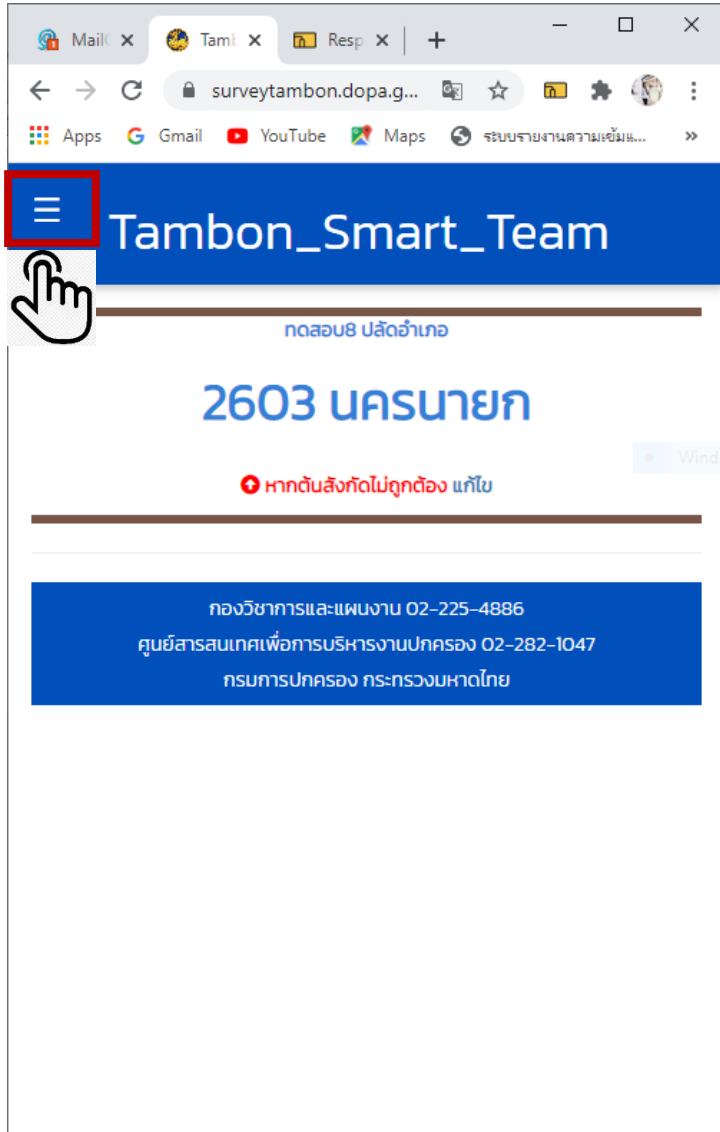 Mail
Tamb
Resp
surveytambon.dopa.g...
Apps
Gmail
YouTube
Maps
ระบบรายงานความเข้มแ...
Tambon_Smart_Team
ทดสอบ8 ปลัดอำเภอ
2603 นครนายก
Wind
หากต้นสังกัดไม่ถูกต้อง แก้ไข
กองวิชาการและแผนงาน 02-225-4886
ศูนย์สารสนเทศเพื่อการบริหารงานปกครอง 02-282-1047
กรมการปกครอง กระทรวงมหาดไทย